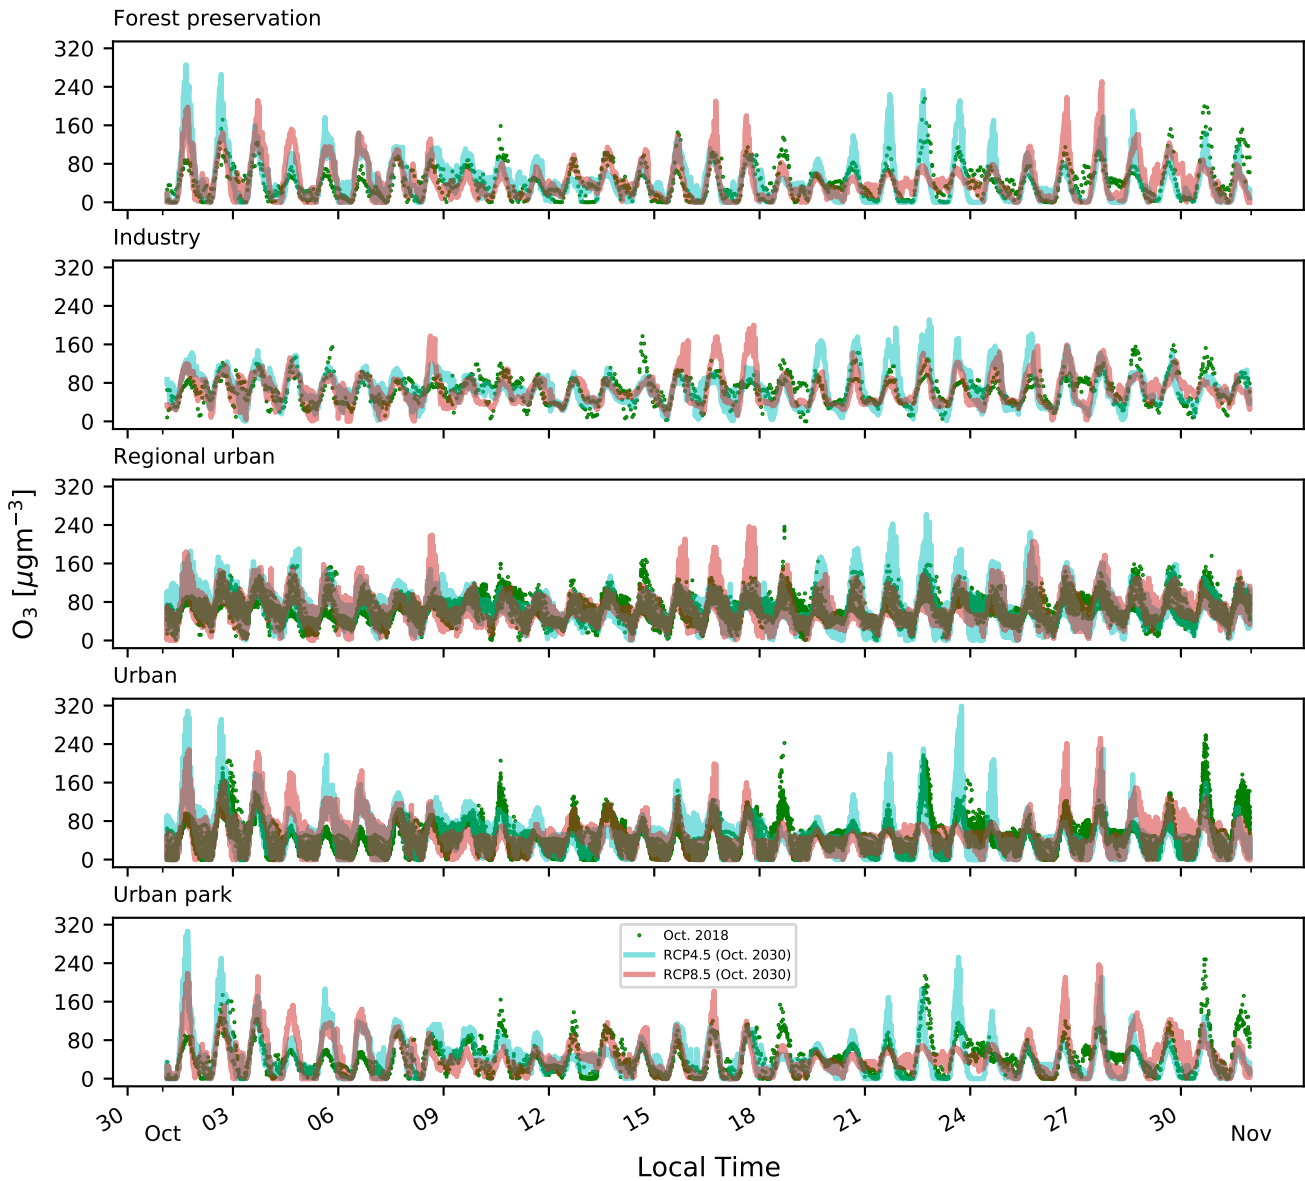 Forest preservation
320
240
160
80
0
Industry
320
240
160
80
0
Regional urban
320
240
160
80
0
O₃ [μgm⁻³]
Urban
320
240
160
80
0
Urban park
320
240
160
80
0
Oct. 2018
RCP4.5 (Oct. 2030)
RCP8.5 (Oct. 2030)
30 03 06 09 12 15 18 21 24 27 30
Oct Nov
Local Time